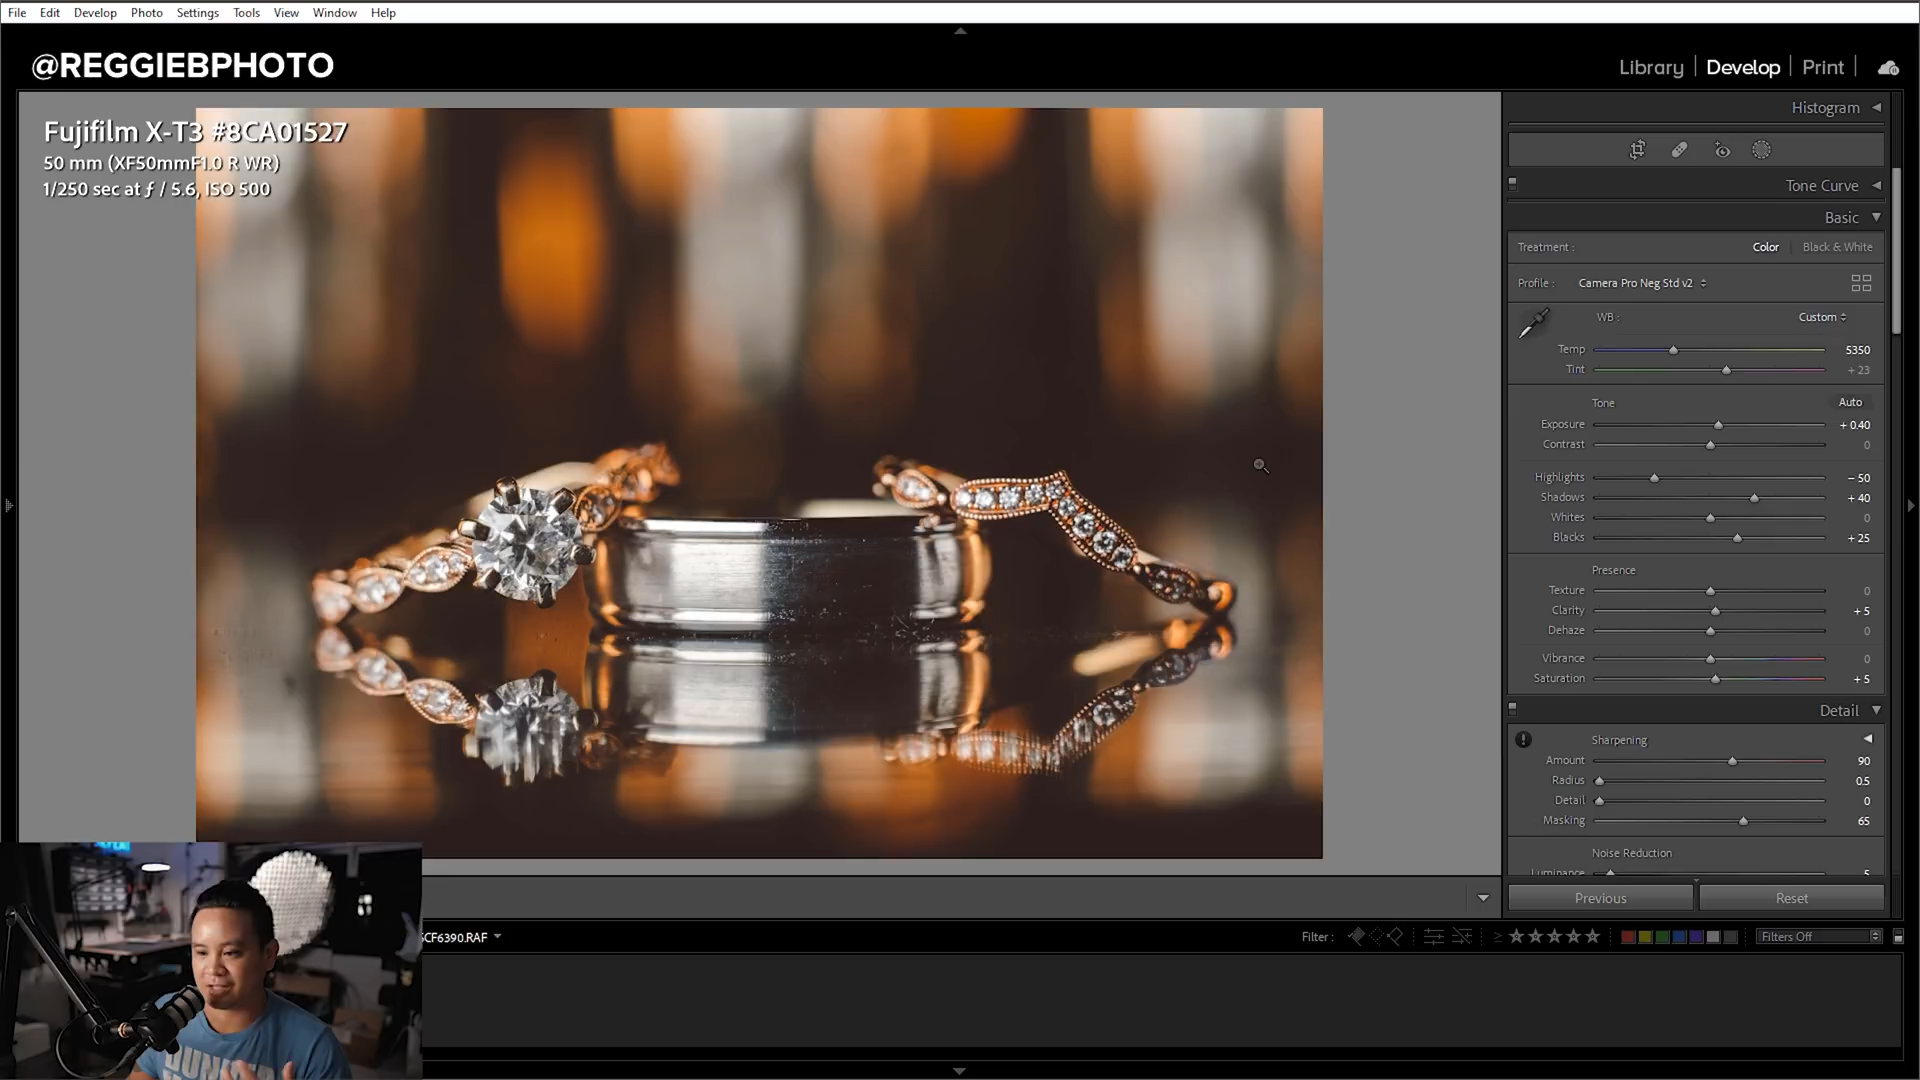 File Edit Develop Photo Settings Tools View Window Help
@REGGIEBPHOTO
Library | Develop | Print |
Fujifilm X-T3 #8CA01527
50 mm (XF50mmF1.0 R WR)
1/250 sec at ƒ / 5.6, ISO 500
Histogram
Tone Curve
Basic
Treatment : Color Black & White
Profile : Camera Pro Neg Std v2
WB : Custom
Temp 5350
Tint + 23
Tone Auto
Exposure + 0.40
Contrast 0
Highlights – 50
Shadows + 40
Whites 0
Blacks + 25
Presence
Texture 0
Clarity + 5
Dehaze 0
Vibrance 0
Saturation + 5
Detail
Sharpening
Amount 90
Radius 0.5
Detail 0
Masking 65
Noise Reduction
Luminance 5
Previous Reset
SCF6390.RAF
Filter : Filters Off